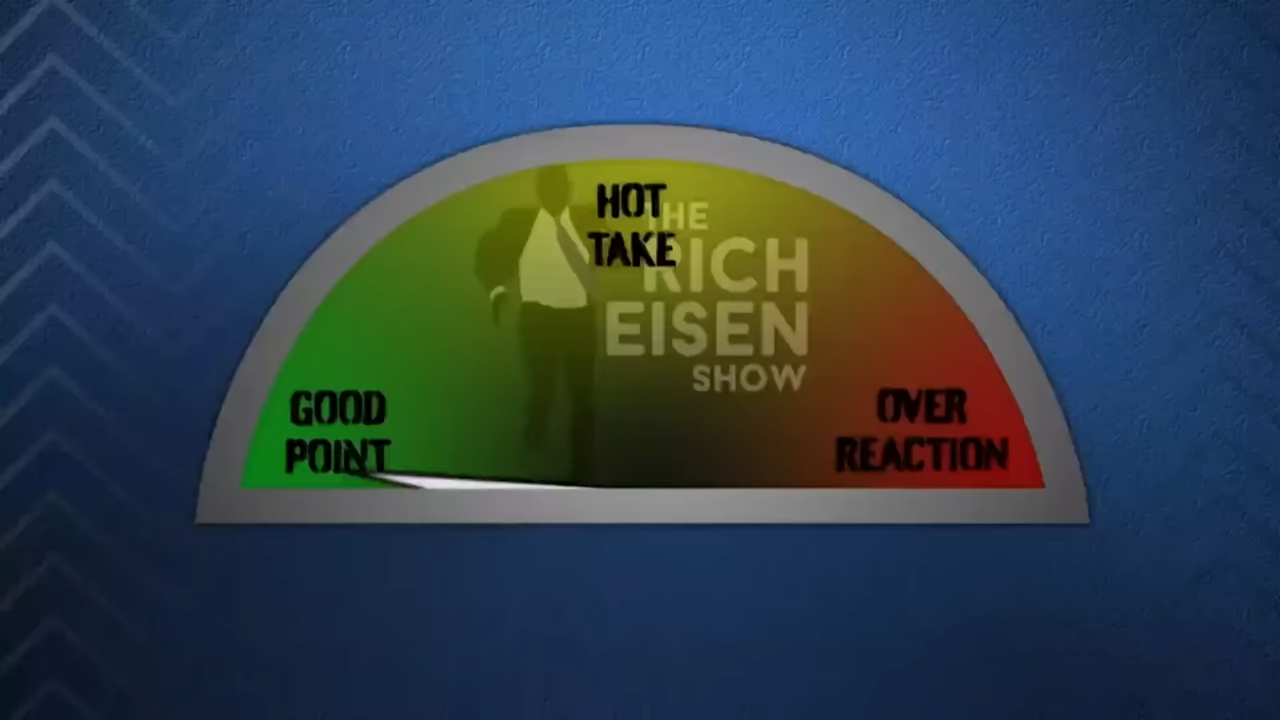 HOT
TAKE
THE
RICH
EISEN
SHOW
GOOD
POINT
OVER
REACTION